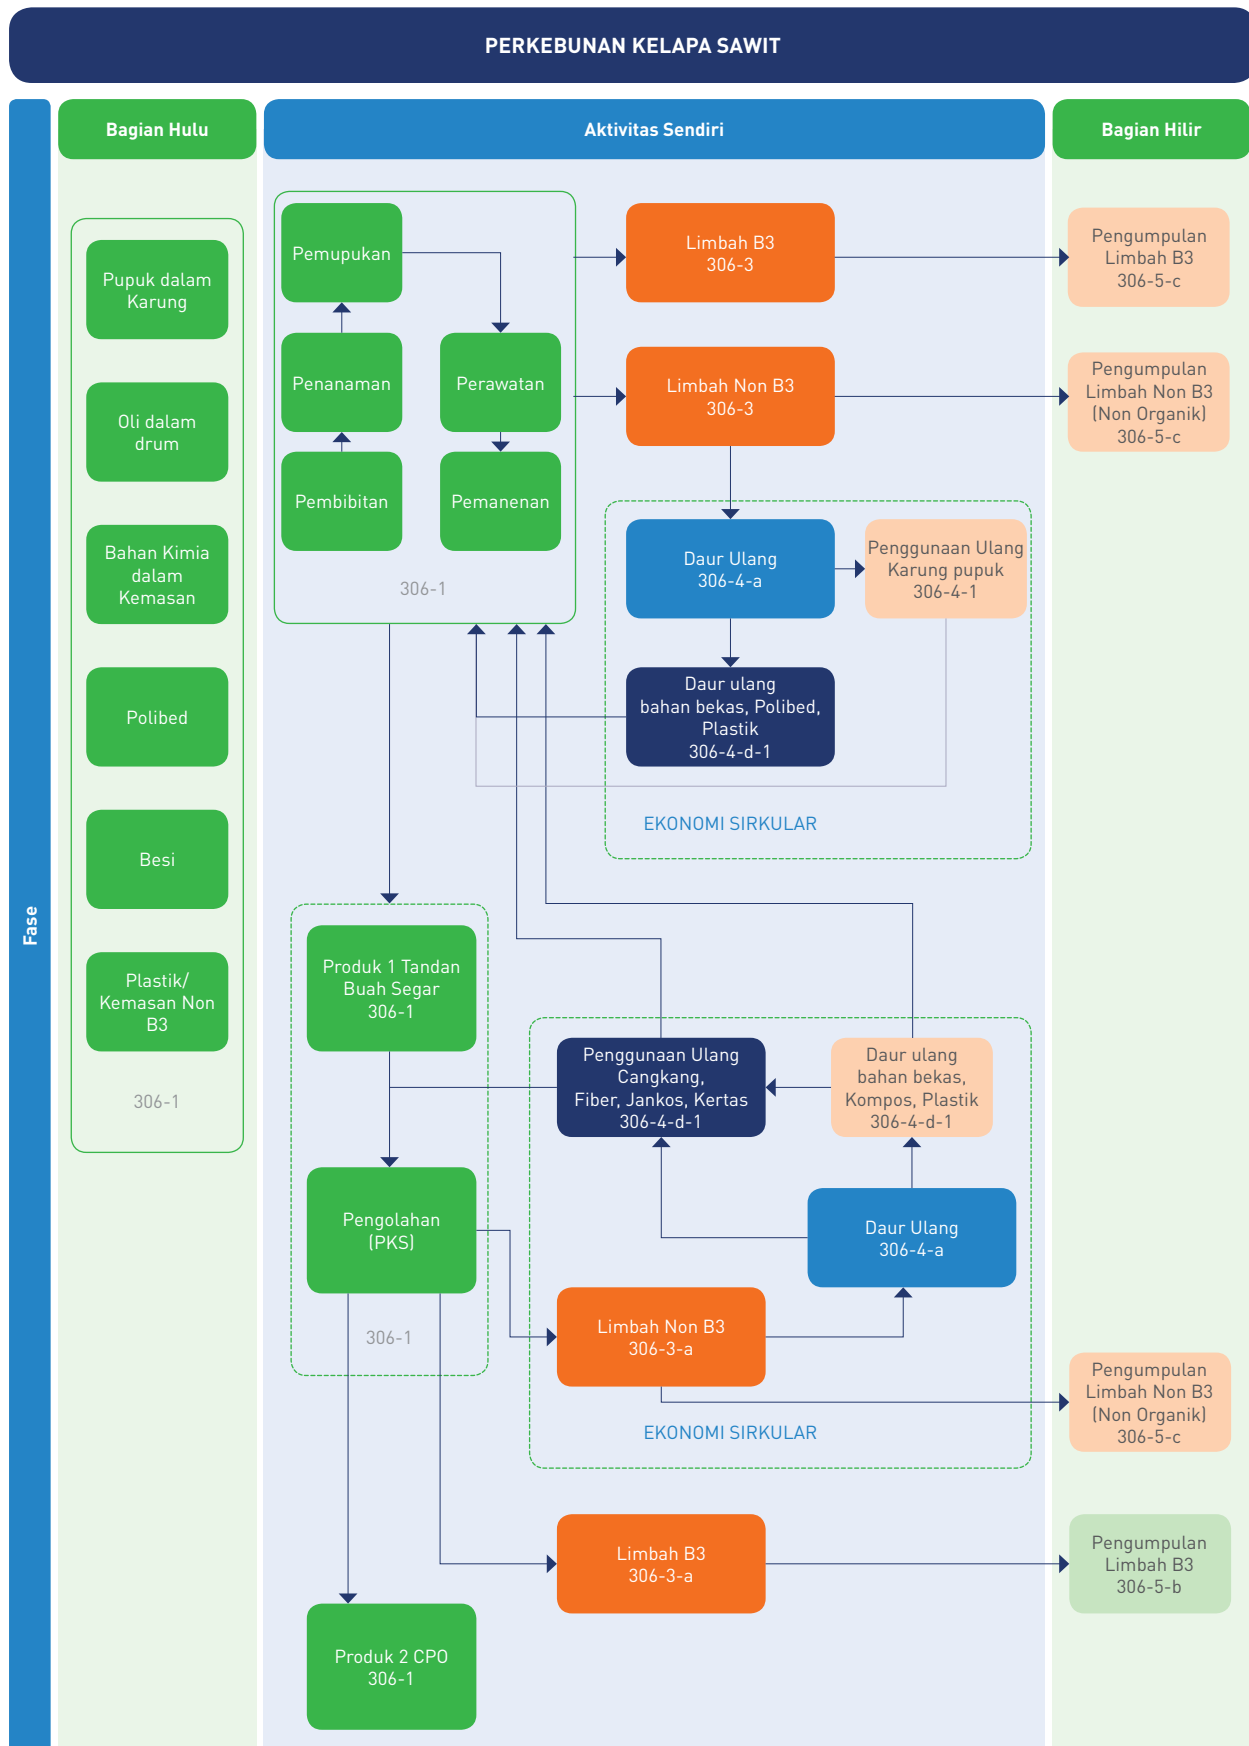 PERKEBUNAN KELAPA SAWIT
Fase
Bagian Hulu
Aktivitas Sendiri
Bagian Hilir
Pupuk dalam
Karung
Oli dalam
drum
Bahan Kimia
dalam
Kemasan
Polibed
Besi
Plastik/
Kemasan Non
B3
306-1
Pemupukan
Penanaman
Pembibitan
Perawatan
Pemanenan
306-1
Limbah B3
306-3
Limbah Non B3
306-3
Daur Ulang
306-4-a
Penggunaan Ulang
Karung pupuk
306-4-1
Daur ulang
bahan bekas, Polibed,
Plastik
306-4-d-1
EKONOMI SIRKULAR
Produk 1 Tandan
Buah Segar
306-1
Pengolahan
(PKS)
306-1
Penggunaan Ulang
Cangkang,
Fiber, Jankos, Kertas
306-4-d-1
Daur ulang
bahan bekas,
Kompos, Plastik
306-4-d-1
Daur Ulang
306-4-a
Limbah Non B3
306-3-a
EKONOMI SIRKULAR
Limbah B3
306-3-a
Produk 2 CPO
306-1
Pengumpulan
Limbah B3
306-5-c
Pengumpulan
Limbah Non B3
(Non Organik)
306-5-c
Pengumpulan
Limbah Non B3
(Non Organik)
306-5-c
Pengumpulan
Limbah B3
306-5-b